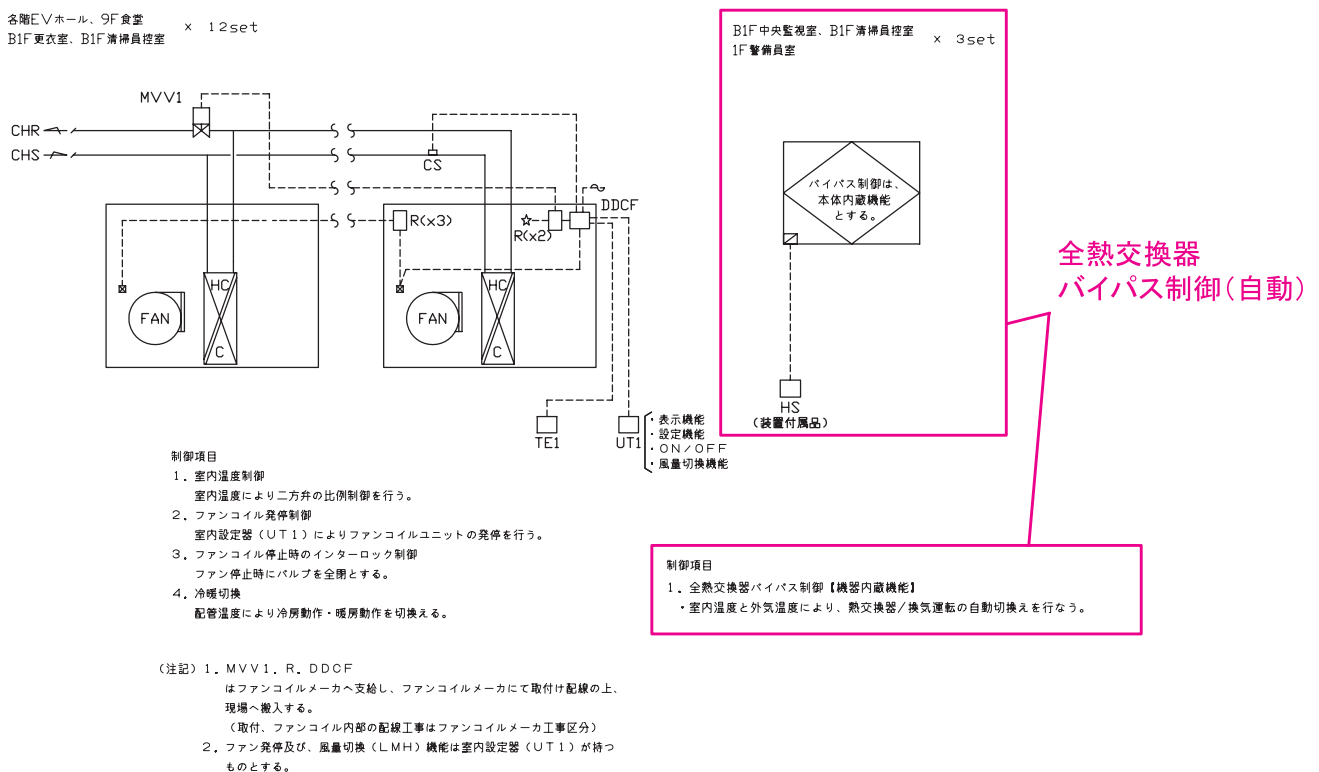 各階EVホール、9F食堂
B1F更衣室、B1F清掃員控室
× 12set
MVV1
CHR
CHS
CS
DDCF
R(x3)
R(x2)
HC
FAN
C
HC
FAN
C
TE1
UT1
・表示機能
・設定機能
・ON/OFF
・風量切換機能
制御項目
1. 室内温度制御
室内温度により二方弁の比例制御を行う。
2. ファンコイル発停制御
室内設定器(UT1)によりファンコイルユニットの発停を行う。
3. ファンコイル停止時のインターロック制御
ファン停止時にバルブを全閉とする。
4. 冷暖切換
配管温度により冷房動作・暖房動作を切換える。
(注記)1. MVV1. R. DDCF
はファンコイルメーカへ支給し、ファンコイルメーカにて取付け配線の上、
現場へ搬入する。
(取付、ファンコイル内部の配線工事はファンコイルメーカ工事区分)
2. ファン発停及び、風量切換(LMH)機能は室内設定器(UT1)が持つ
ものとする。
B1F中央監視室、B1F清掃員控室
1F警備員室
× 3set
バイパス制御は、
本体内蔵機能
とする。
HS
(装置付属品)
全熱交換器
バイパス制御(自動)
制御項目
1. 全熱交換器バイパス制御【機器内蔵機能】
・室内温度と外気温度により、熱交換器/換気運転の自動切換えを行なう。